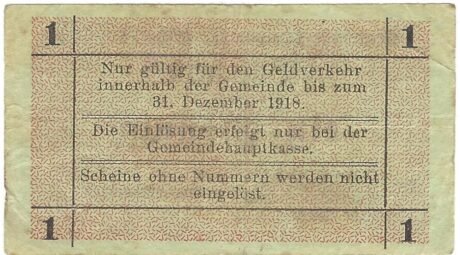 1 1
Nur gültig für den Geldverkehr
innerhalb der Gemeinde bis zum
31. Dezember 1918.
Die Einlösung erfolgt nur bei der
Gemeindehauptkasse.
Scheine ohne Nummern werden nicht
eingelöst.
1 1